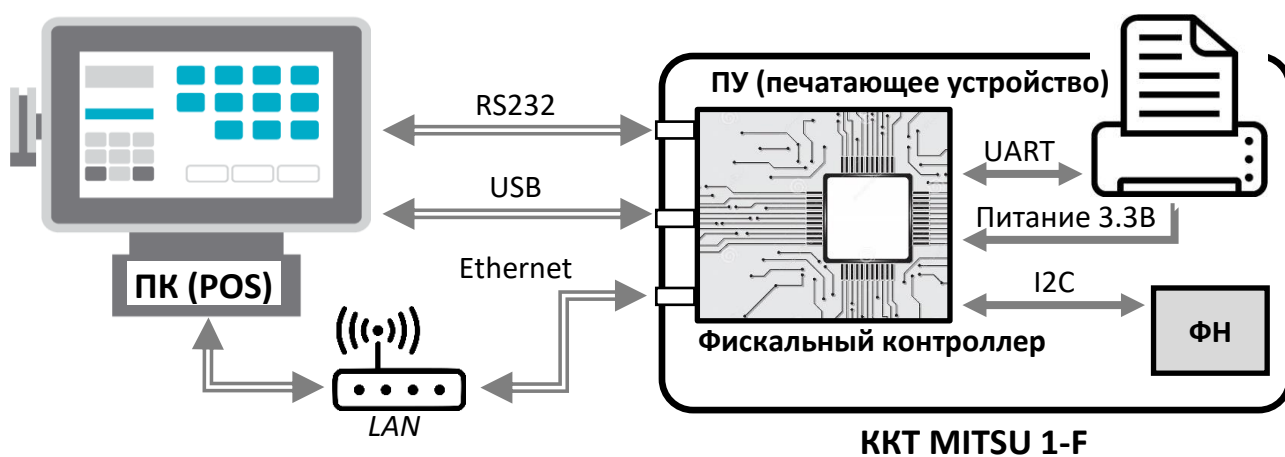 ПУ (печатающее устройство)
RS232
UART
USB
Питание 3.3В
Ethernet
I2C
ПК (POS)
ФН
Фискальный контроллер
LAN
ККТ MITSU 1-F